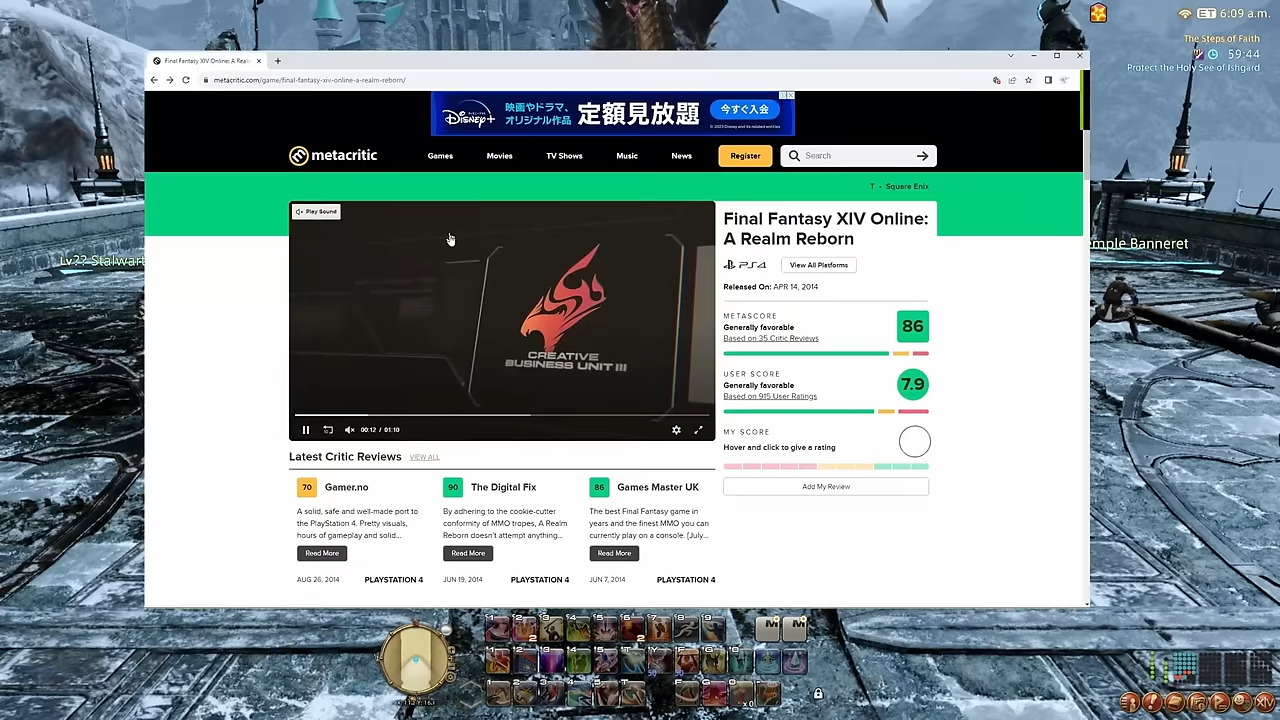 ET 6:09 a.m.
The Steps of Faith
59:44
Protect the Holy See of Ishgard
Final Fantasy XIV Online: A Real
metacritic.com/game/final-fantasy-xiv-online-a-realm-reborn/
Disney+
映画やドラマ、
オリジナル作品
定額見放題
今すぐ入会
© 2023 Disney and its related entities
metacritic
Games
Movies
TV Shows
Music
News
Register
Search
T • Square Enix
Play Sound
Final Fantasy XIV Online:
A Realm Reborn
Lv?? Stalwart
emple Banneret
PS4
View All Platforms
Released On: APR 14, 2014
CREATIVE
BUSINESS UNIT III
METASCORE
Generally favorable
Based on 35 Critic Reviews
86
USER SCORE
Generally favorable
Based on 915 User Ratings
7.9
MY SCORE
Hover and click to give a rating
Add My Review
00:12 / 01:10
Latest Critic Reviews
VIEW ALL
70 Gamer.no
A solid, safe and well-made port to
the PlayStation 4. Pretty visuals,
hours of gameplay and solid...
Read More
AUG 26, 2014 PLAYSTATION 4
90 The Digital Fix
By adhering to the cookie-cutter
conformity of MMO tropes, A Realm
Reborn doesn't attempt anything...
Read More
JUN 19, 2014 PLAYSTATION 4
86 Games Master UK
The best Final Fantasy game in
years and the finest MMO you can
currently play on a console. [July...
Read More
JUN 7, 2014 PLAYSTATION 4